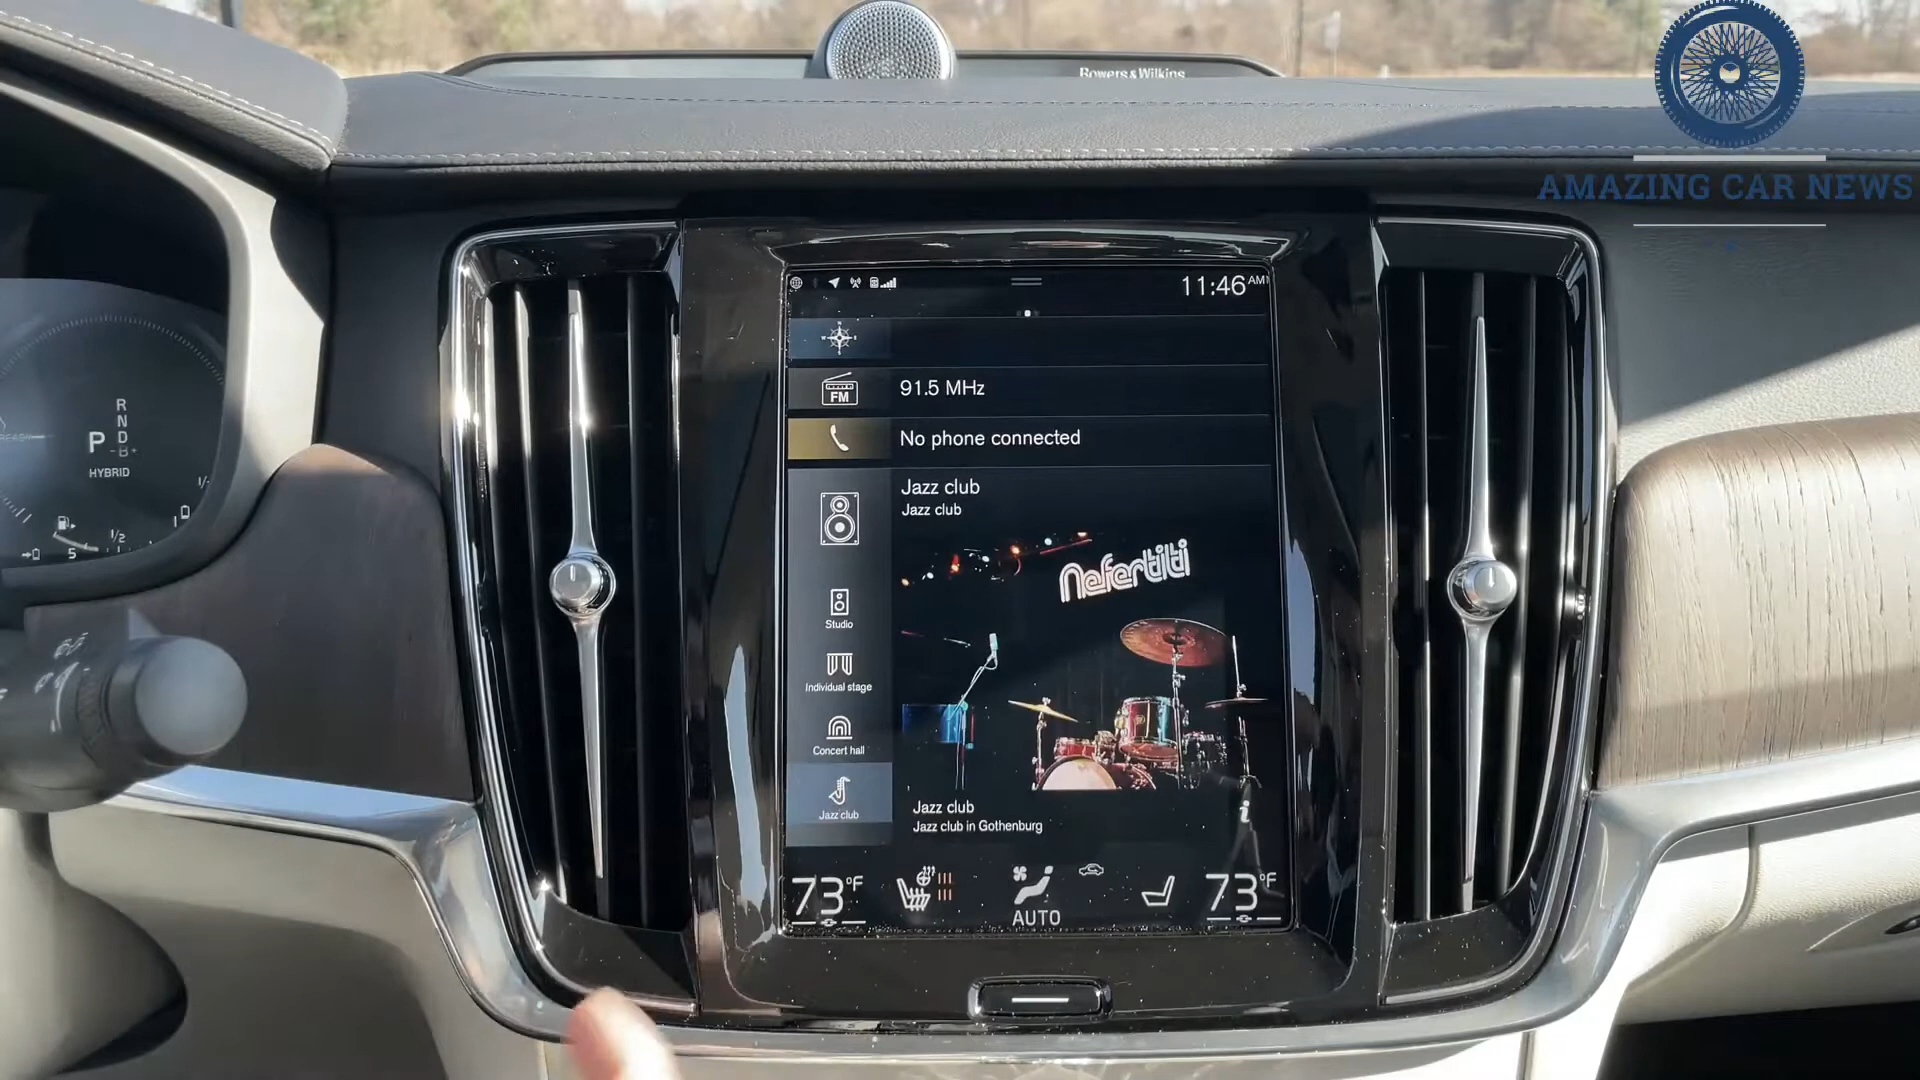 Bowers & Wilkins
AMAZING CAR NEWS
11:46 AM
91.5 MHz
FM
No phone connected
Jazz club
Jazz club
Nefertiti
Studio
Individual stage
Concert hall
Jazz club
Jazz club
Jazz club in Gothenburg
i
73°F
AUTO
73°F
R
N
P D
-B+
HYBRID
1/2
5